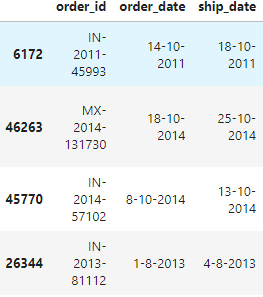 order_id order_date ship_date
IN-
14-10- 18-10-
6172 2011-
2011 2011
45993
MX-
18-10- 25-10-
46263 2014-
2014 2014
131730
IN-
13-10-
45770 2014- 8-10-2014
2014
57102
IN-
26344 2013- 1-8-2013 4-8-2013
81112